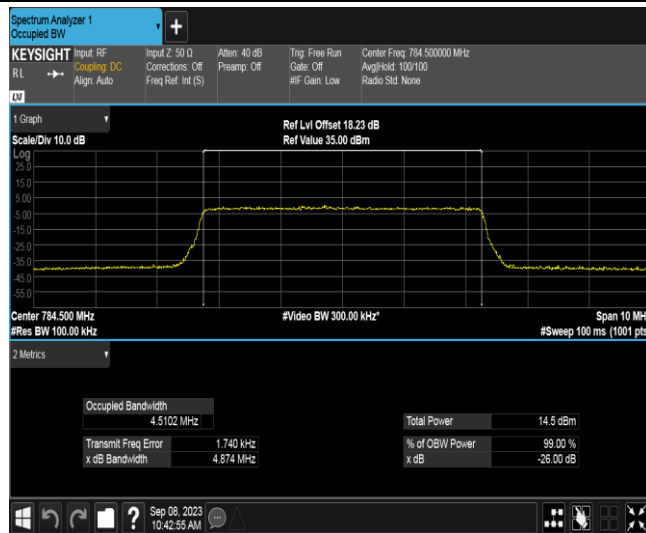 Spectrum Analyzer 1
Occupied BW
+
KEYSIGHT
RL
Input: RF
Coupling: DC
Align: Auto
Input Z: 50 Ω
Corrections: Off
Freq Ref: Int (S)
Atten: 40 dB
Preamp: Off
Trig: Free Run
Gate: Off
#IF Gain: Low
Center Freq: 784.500000 MHz
Avg|Hold: 100/100
Radio Std: None
LXI
1 Graph
Scale/Div 10.0 dB
Ref Lvl Offset 18.23 dB
Ref Value 35.00 dBm
Log
25.0
15.0
5.00
-5.00
-15.0
-25.0
-35.0
-45.0
-55.0
Center 784.500 MHz
#Res BW 100.00 kHz
#Video BW 300.00 kHz*
Span 10 MH
#Sweep 100 ms (1001 pts
2 Metrics
Occupied Bandwidth
4.5102 MHz
Transmit Freq Error 1.740 kHz
x dB Bandwidth 4.874 MHz
Total Power 14.5 dBm
% of OBW Power 99.00 %
x dB -26.00 dB
?
Sep 08, 2023
10:42:55 AM